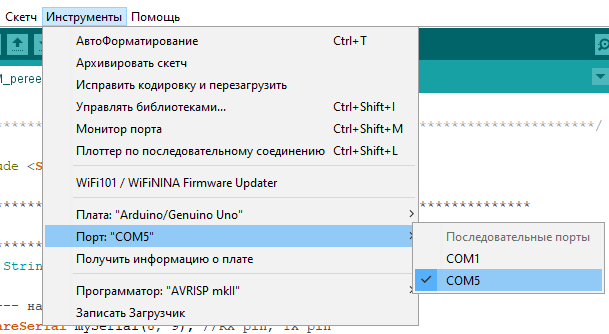 Скетч Инструменты Помощь
АвтоФорматирование Ctrl+T
Архивировать скетч
M_peree
Исправить кодировку и перезагрузить
Управлять библиотеками... Ctrl+Shift+I
Монитор порта Ctrl+Shift+M
Плоттер по последовательному соединению Ctrl+Shift+L
ude <S
WiFi101 / WiFiNINA Firmware Updater
Плата: "Arduino/Genuino Uno"
Порт: "COM5"
Последовательные порты
String
Получить информацию о плате
COM1
COM5
Программатор: "AVRISP mkII"
--- на
Записать Загрузчик
areSerial mySerial(8, 9); //RX pin, TX pin